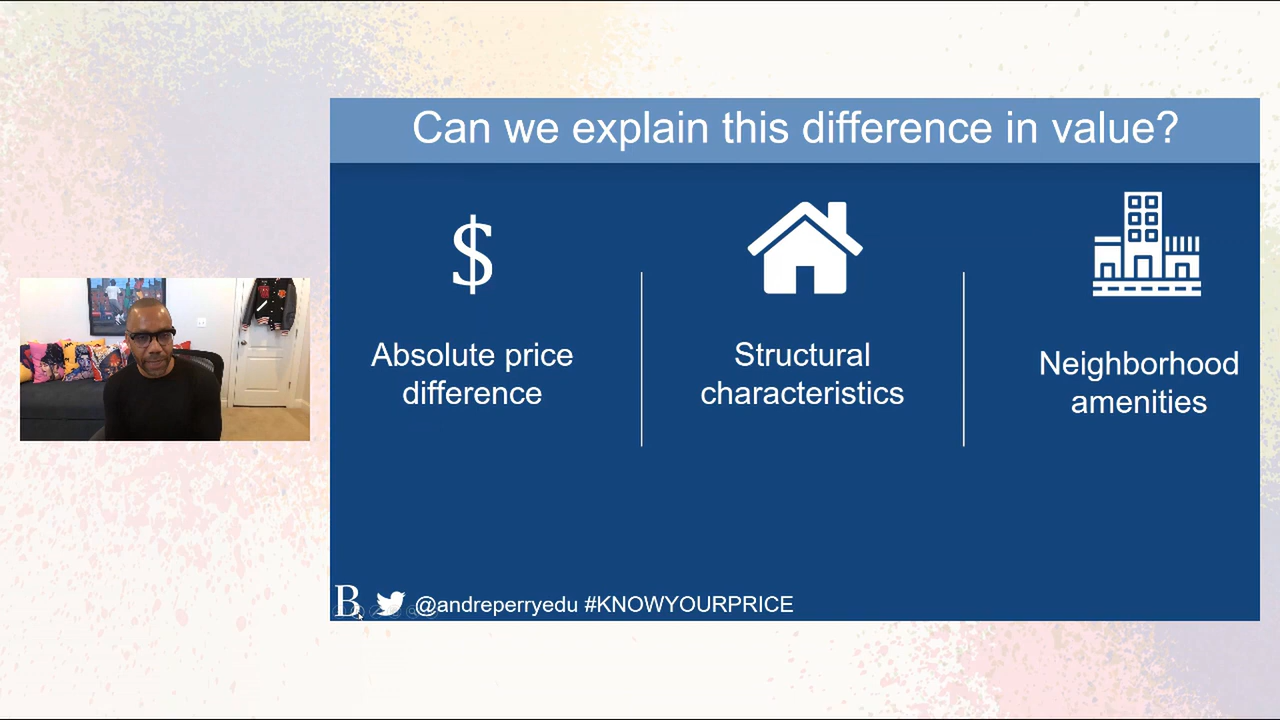 Can we explain this difference in value?
$
Absolute price
difference
Structural
characteristics
Neighborhood
amenities
B @andreperryedu #KNOWYOURPRICE